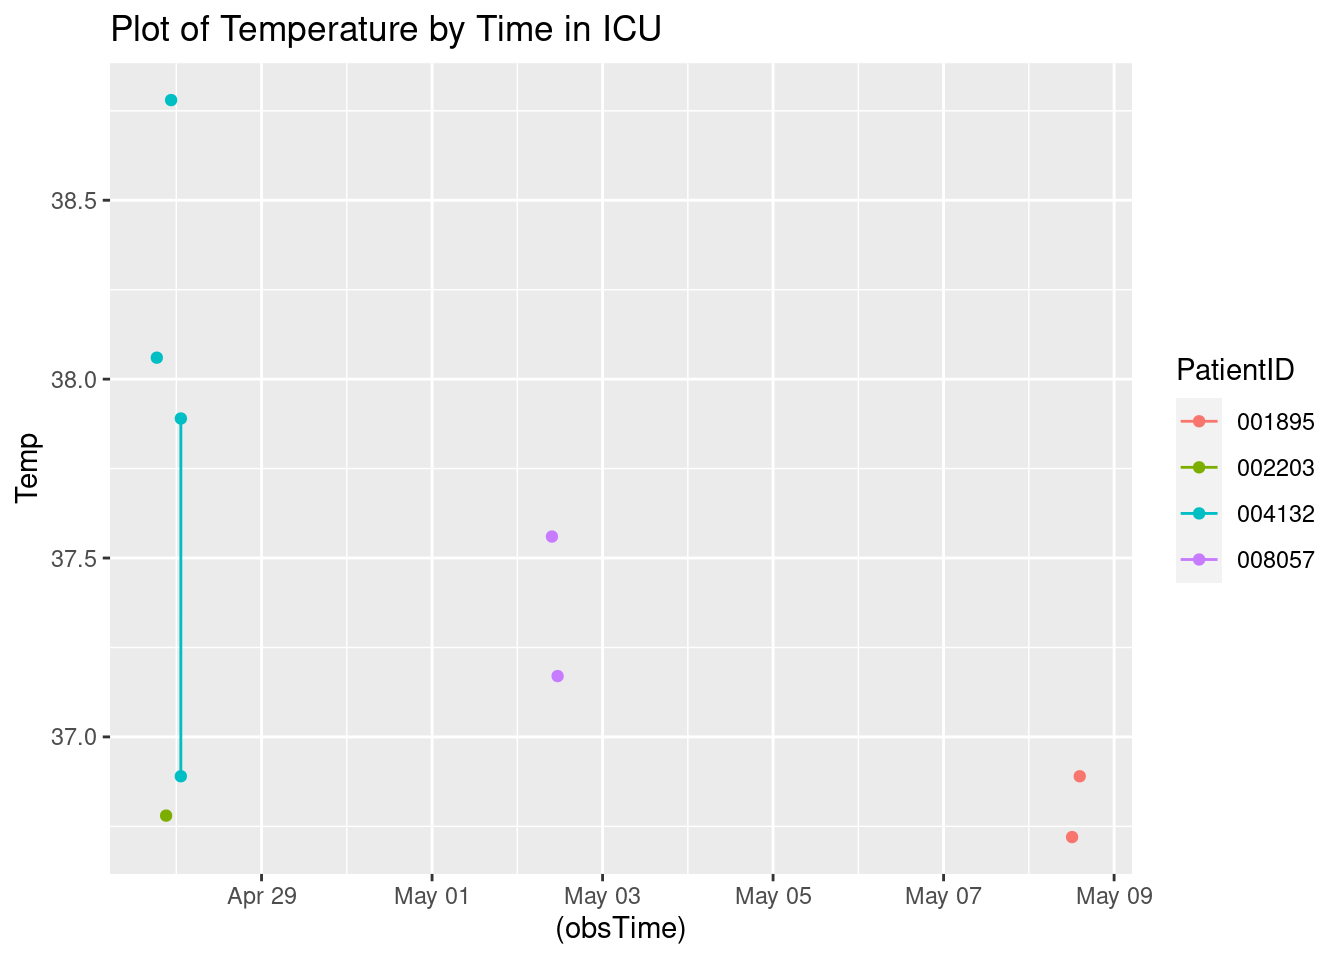 Plot of Temperature by Time in ICU
38.5
38.0
37.5
37.0
Temp
Apr 29
May 01
May 03
May 05
May 07
May 09
(obsTime)
PatientID
001895
002203
004132
008057